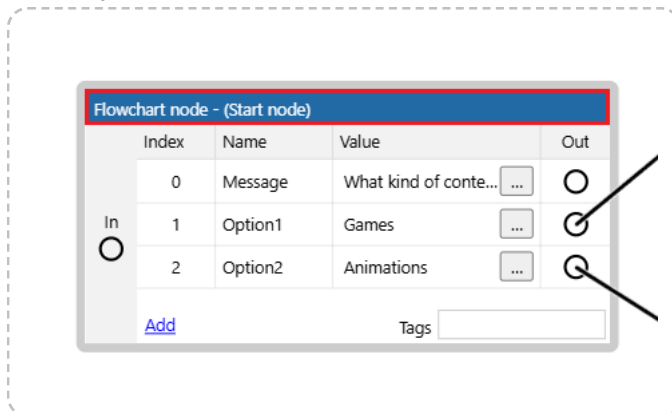 Flowchart node - (Start node)
Index Name Value Out
0 Message What kind of conte... ...
In
1 Option1 Games ...
2 Option2 Animations ...
Add Tags